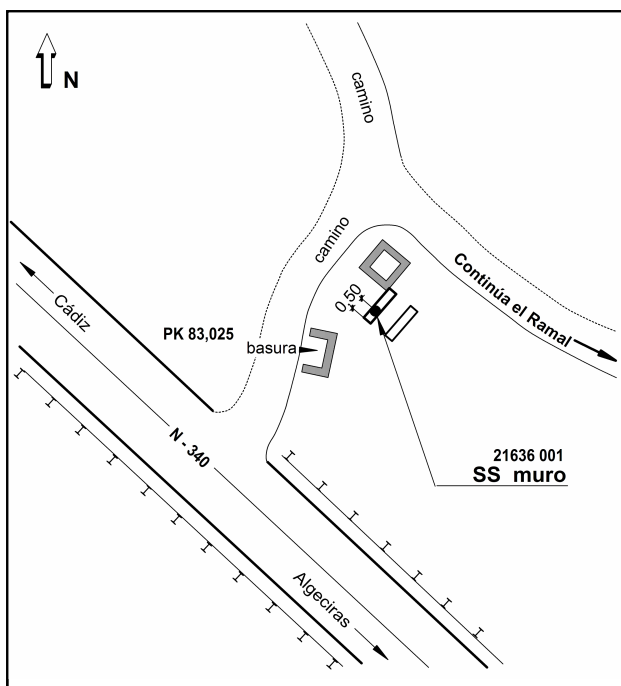 N
camino
camino
Cádiz
PK 83,025
0,50
basura
Continúa el Ramal
N - 340
21636 001
SS muro
Algeciras